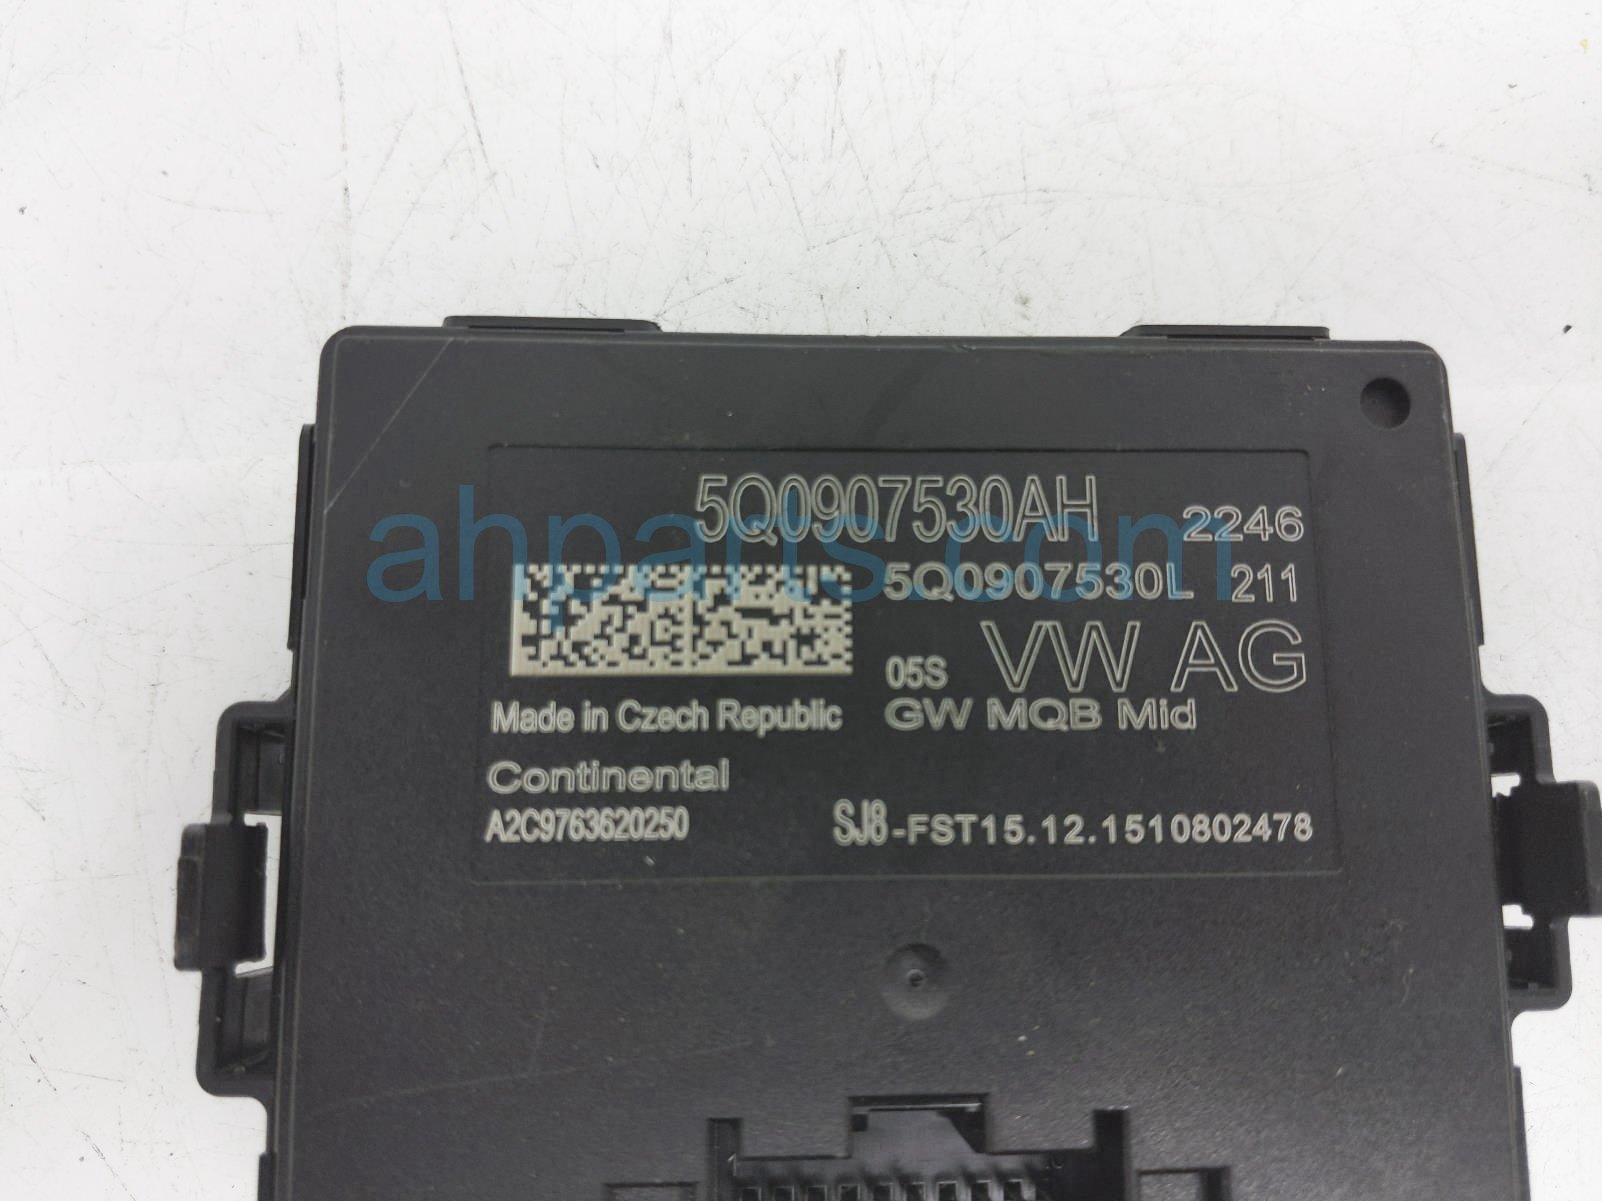 5Q0907530AH 2246
5Q0907530L 211
05S VW AG
Made in Czech Republic GW MQB Mid
Continental
A2C9763620250 SJ8-FST15.12.1510802478
ahparts.com